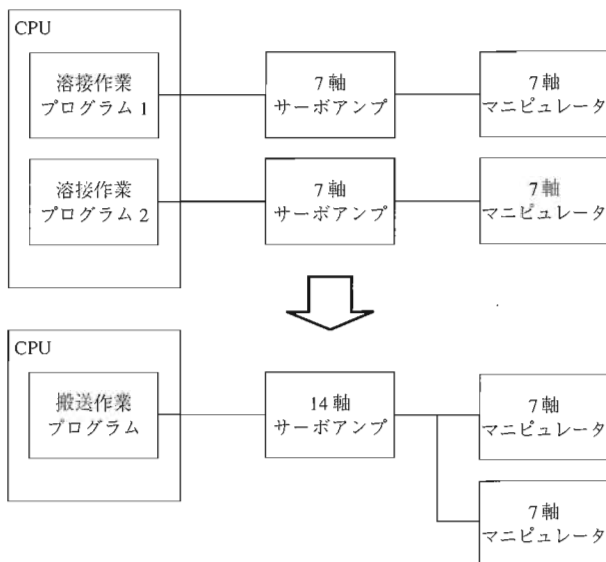 CPU
溶接作業
プログラム 1
7 軸
サーボアンプ
7 軸
マニピュレータ
溶接作業
プログラム 2
7 軸
サーボアンプ
7 軸
マニピュレータ
CPU
搬送作業
プログラム
14 軸
サーボアンプ
7 軸
マニピュレータ
7 軸
マニピュレータ